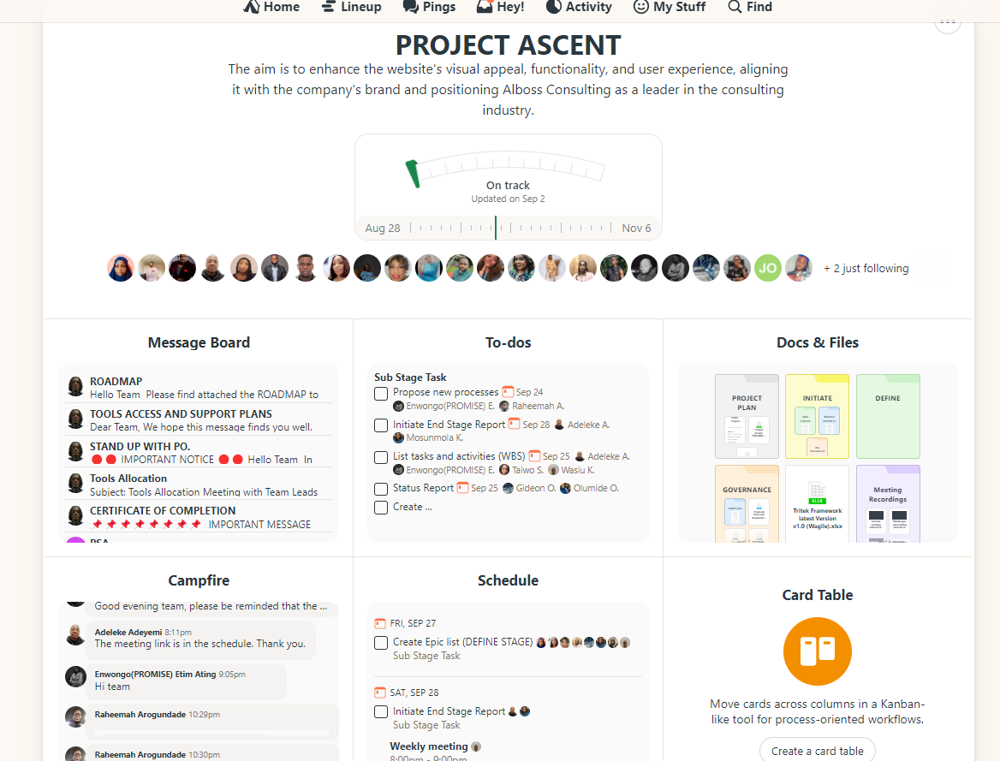 Home Lineup Pings Hey! Activity My Stuff Find
PROJECT ASCENT
The aim is to enhance the website's visual appeal, functionality, and user experience, aligning
it with the company's brand and positioning Alboss Consulting as a leader in the consulting
industry.
On track
Updated on Sep 2
Aug 28 Nov 6
JO + 2 just following
Message Board
ROADMAP
Hello Team Please find attached the ROADMAP to
TOOLS ACCESS AND SUPPORT PLANS
Dear Team, We hope this message finds you well.
STAND UP WITH PO.
🔴 🔴 IMPORTANT NOTICE 🔴 🔴 Hello Team In
Tools Allocation
Subject: Tools Allocation Meeting with Team Leads
CERTIFICATE OF COMPLETION
📌 📌 📌 📌 📌 📌 📌 📌 IMPORTANT MESSAGE
To-dos
Sub Stage Task
Propose new processes Sep 24
Enwongo(PROMISE) E. Raheemah A.
Initiate End Stage Report Sep 28 Adeleke A.
Mosunmola K.
List tasks and activities (WBS) Sep 25 Adeleke A.
Enwongo(PROMISE) E. Taiwo S. Wasiu K.
Status Report Sep 25 Gideon O. Olumide O.
Create ...
Docs & Files
PROJECT
PLAN
INITIATE
DEFINE
GOVERNANCE
XLSX
Tritek Framework
latest Version
v1.0 (Wagile).xlsx
Meeting
Recordings
Campfire
Good evening team, please be reminded that the ...
Adeleke Adeyemi 8:11pm
The meeting link is in the schedule. Thank you.
Enwongo(PROMISE) Etim Ating 9:05pm
Hi team
Raheemah Arogundade 10:29pm
Raheemah Arogundade 10:30pm
Schedule
FRI, SEP 27
Create Epic list (DEFINE STAGE)
Sub Stage Task
SAT, SEP 28
Initiate End Stage Report
Sub Stage Task
Weekly meeting
8:00pm - 9:00pm
Card Table
Move cards across columns in a Kanban-
like tool for process-oriented workflows.
Create a card table